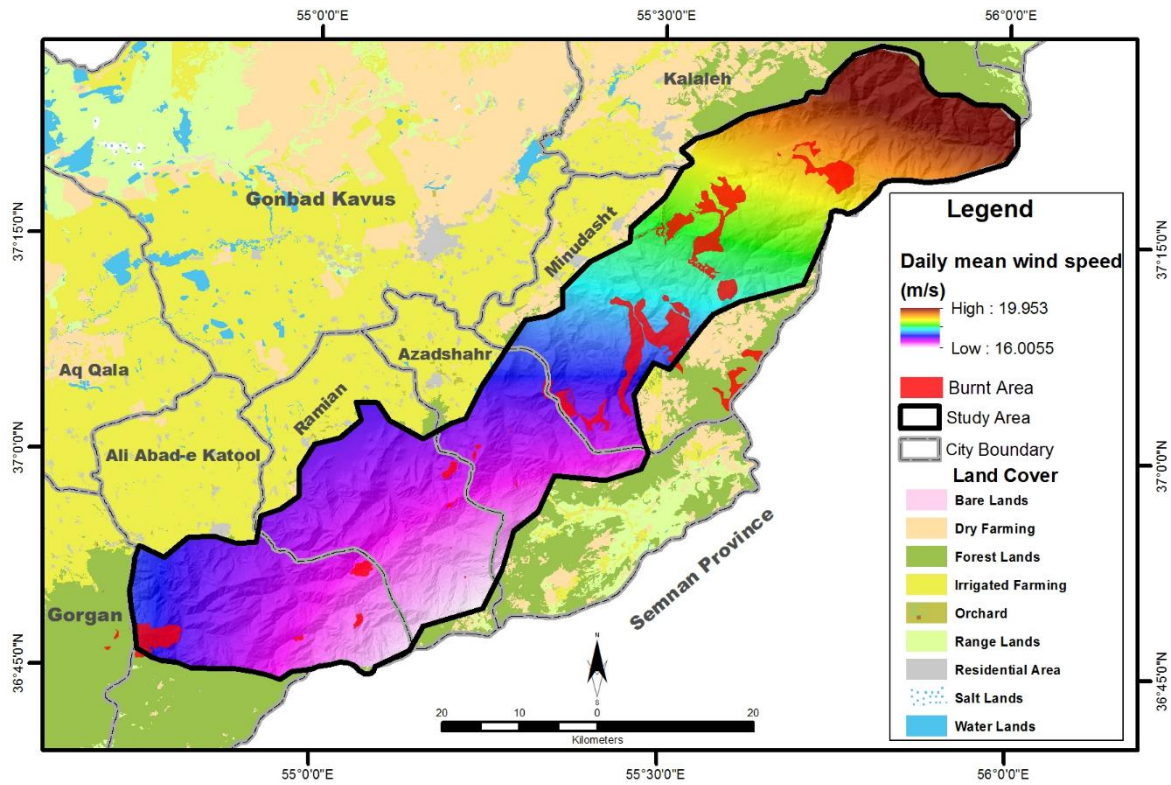 55°0'0"E
55°30'0"E
56°0'0"E
37°15'0"N
37°0'0"N
36°45'0"N
Kalaleh
Gonbad Kavus
Minudasht
Azadshahr
Aq Qala
Ramian
Ali Abad-e Katool
Gorgan
Semnan Province
Legend
Daily mean wind speed
(m/s)
High : 19.953
Low : 16.0055
Burnt Area
Study Area
City Boundary
Land Cover
Bare Lands
Dry Farming
Forest Lands
Irrigated Farming
Orchard
Range Lands
Residential Area
Salt Lands
Water Lands
N
S
20 10 0 20
Kilometers
37°15'0"N
37°0'0"N
36°45'0"N
55°0'0"E
55°30'0"E
56°0'0"E